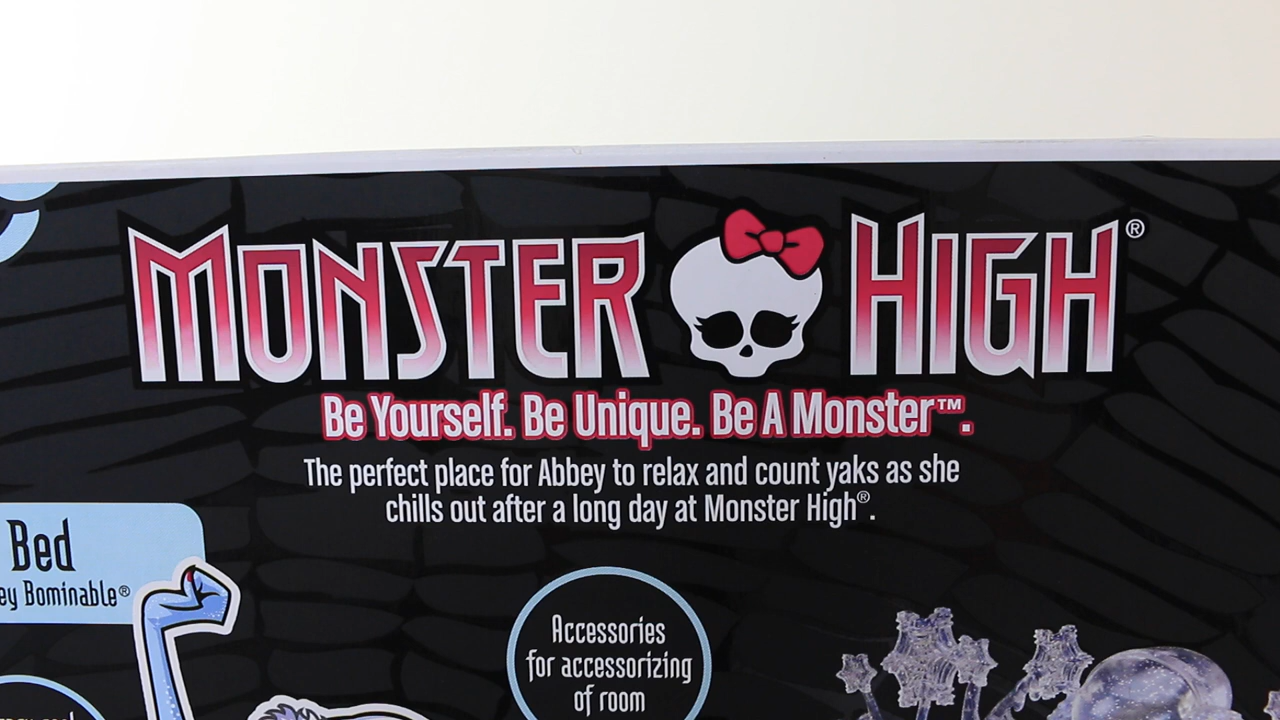 MONSTER HIGH®
Be Yourself. Be Unique. Be A Monster™.
The perfect place for Abbey to relax and count yaks as she
chills out after a long day at Monster High®.
Bed
ey Bominable®
Accessories
for accessorizing
of room